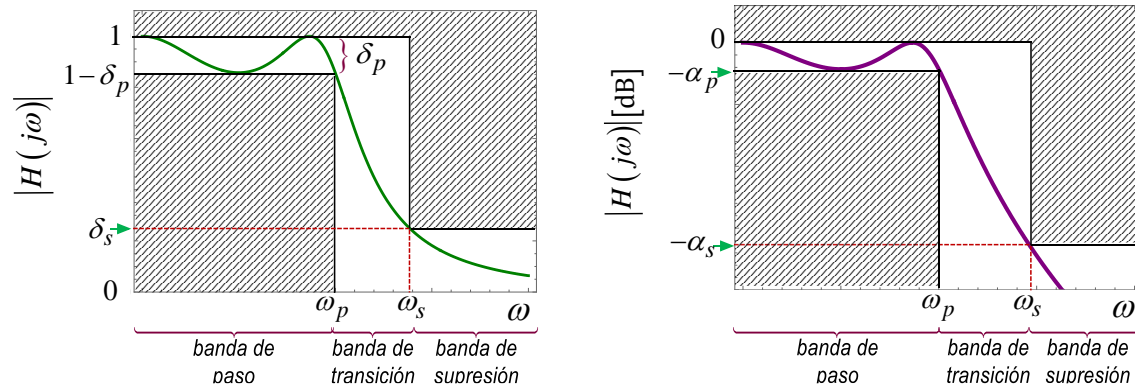 1
δp
1−δp
|H(jω)|
δs
0
ωp
ωs
ω
banda de paso
banda de transición
banda de supresión
0
−αp
|H(jω)|[dB]
−αs
ωp
ωs
ω
banda de paso
banda de transición
banda de supresión